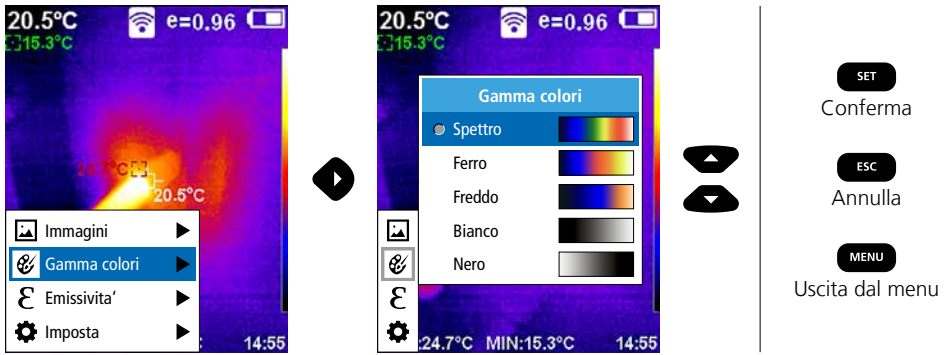 20.5°C e=0.96
15.3°C
24.7°C
20.5°C
Immagini
Gamma colori
Emissivita’
Imposta
14:55
20.5°C e=0.96
15.3°C
Gamma colori
Spettro
Ferro
Freddo
Bianco
Nero
:24.7°C MIN:15.3°C 14:55
SET
Conferma
ESC
Annulla
MENU
Uscita dal menu